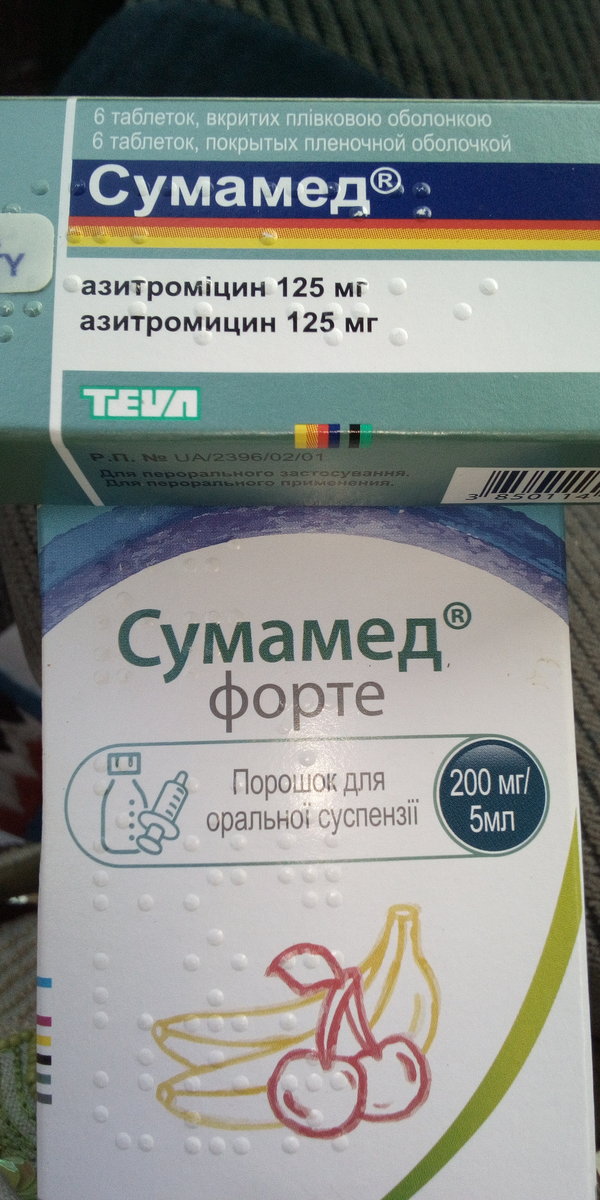 6 таблеток, вкритих плівковою оболонкою
6 таблеток, покрытых пленочной оболочкой
Сумамед®
Y
азитроміцин 125 мг
азитромицин 125 мг
TEVA
Р.П. № UA/2396/02/01
Для перорального застосування.
Для перорального применения.
3 850114
Сумамед®
форте
Порошок для
оральної суспензії
200 мг/
5мл